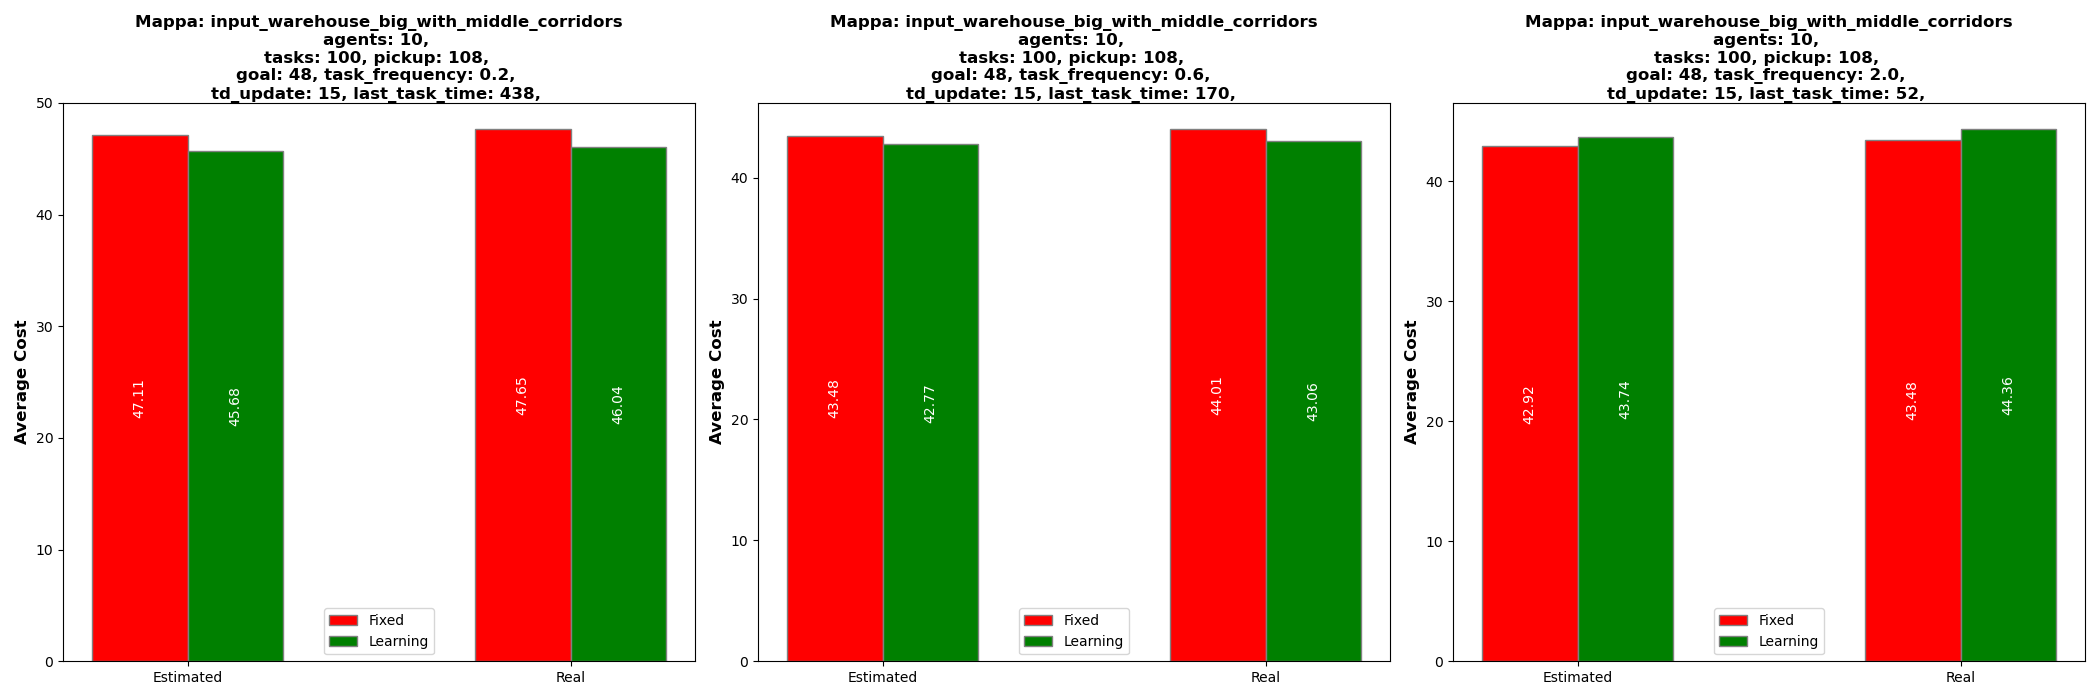 Mappa: input_warehouse_big_with_middle_corridors
agents: 10,
tasks: 100, pickup: 108,
goal: 48, task_frequency: 0.2,
td_update: 15, last_task_time: 438,
Average Cost
50
40
30
20
10
0
47.11
45.68
47.65
46.04
Fixed
Learning
Estimated
Real
Mappa: input_warehouse_big_with_middle_corridors
agents: 10,
tasks: 100, pickup: 108,
goal: 48, task_frequency: 0.6,
td_update: 15, last_task_time: 170,
Average Cost
40
30
20
10
0
43.48
42.77
44.01
43.06
Fixed
Learning
Estimated
Real
Mappa: input_warehouse_big_with_middle_corridors
agents: 10,
tasks: 100, pickup: 108,
goal: 48, task_frequency: 2.0,
td_update: 15, last_task_time: 52,
Average Cost
40
30
20
10
0
42.92
43.74
43.48
44.36
Fixed
Learning
Estimated
Real